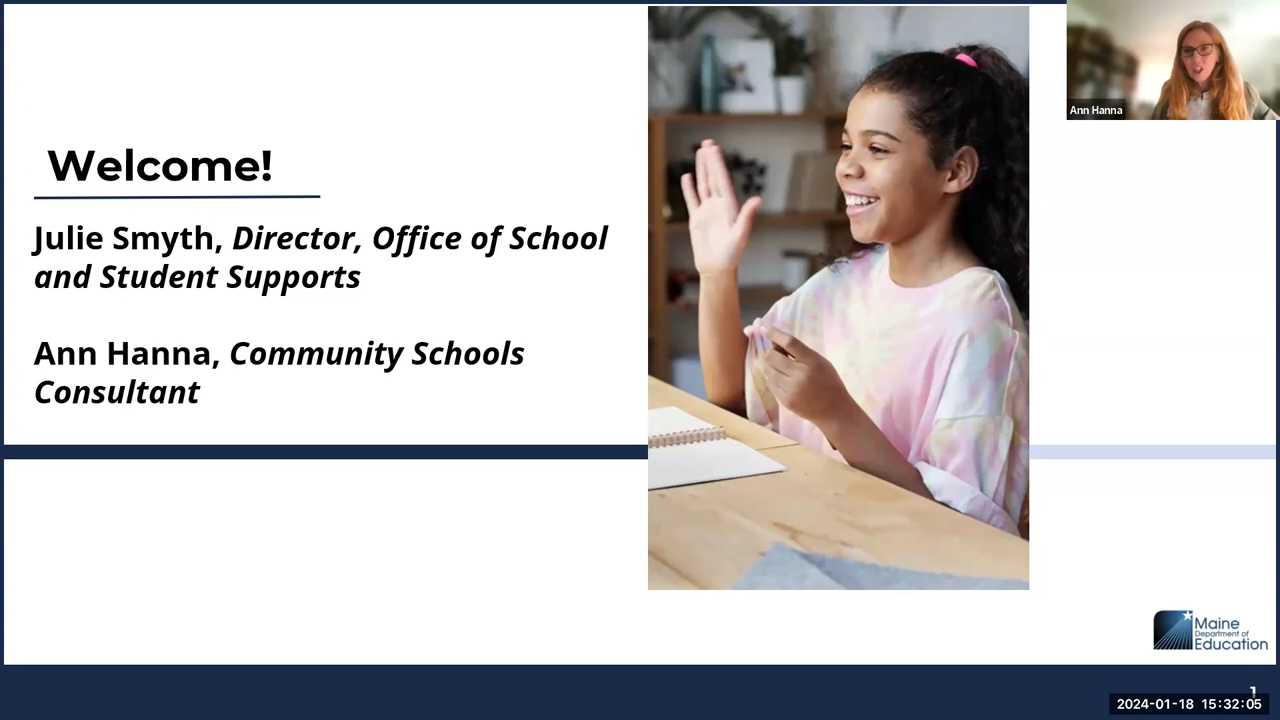 Welcome!
Julie Smyth, Director, Office of School
and Student Supports
Ann Hanna, Community Schools
Consultant
Ann Hanna
Maine
Department of
Education
1
2024-01-18 15:32:05